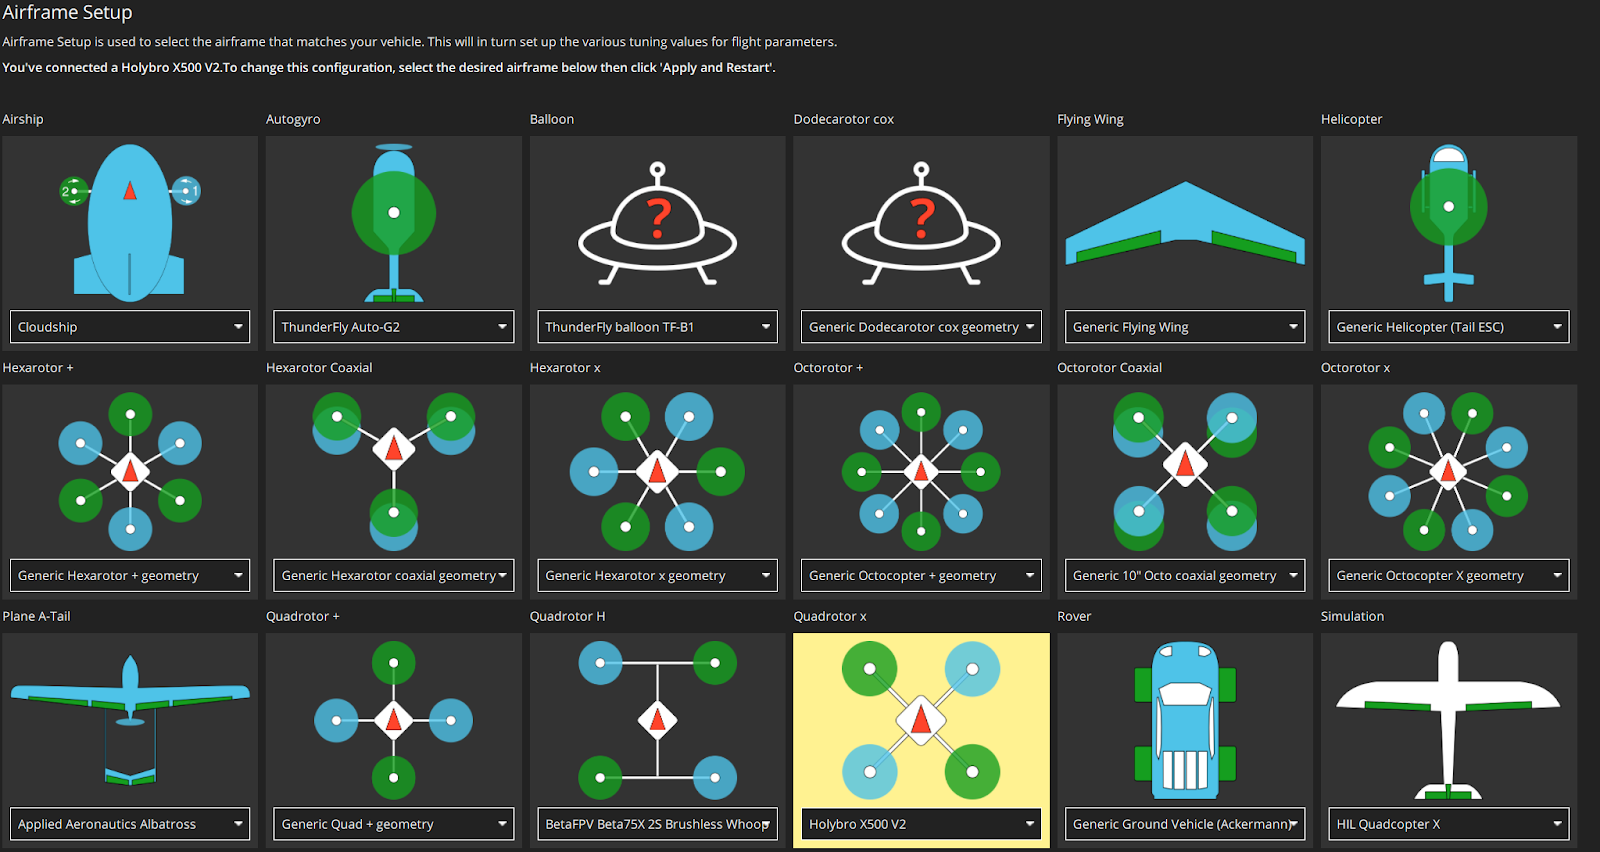 Airframe Setup
Airframe Setup is used to select the airframe that matches your vehicle. This will in turn set up the various tuning values for flight parameters.
You've connected a Holybro X500 V2.To change this configuration, select the desired airframe below then click 'Apply and Restart'.
Airship
Autogyro
Balloon
Dodecarotor cox
Flying Wing
Helicopter
2
1
?
?
Cloudship
ThunderFly Auto-G2
ThunderFly balloon TF-B1
Generic Dodecarotor cox geometry
Generic Flying Wing
Generic Helicopter (Tail ESC)
Hexarotor +
Hexarotor Coaxial
Hexarotor x
Octorotor +
Octorotor Coaxial
Octorotor x
Generic Hexarotor + geometry
Generic Hexarotor coaxial geometry
Generic Hexarotor x geometry
Generic Octocopter + geometry
Generic 10" Octo coaxial geometry
Generic Octocopter X geometry
Plane A-Tail
Quadrotor +
Quadrotor H
Quadrotor x
Rover
Simulation
Applied Aeronautics Albatross
Generic Quad + geometry
BetaFPV Beta75X 2S Brushless Whoop
Holybro X500 V2
Generic Ground Vehicle (Ackermann)
HIL Quadcopter X